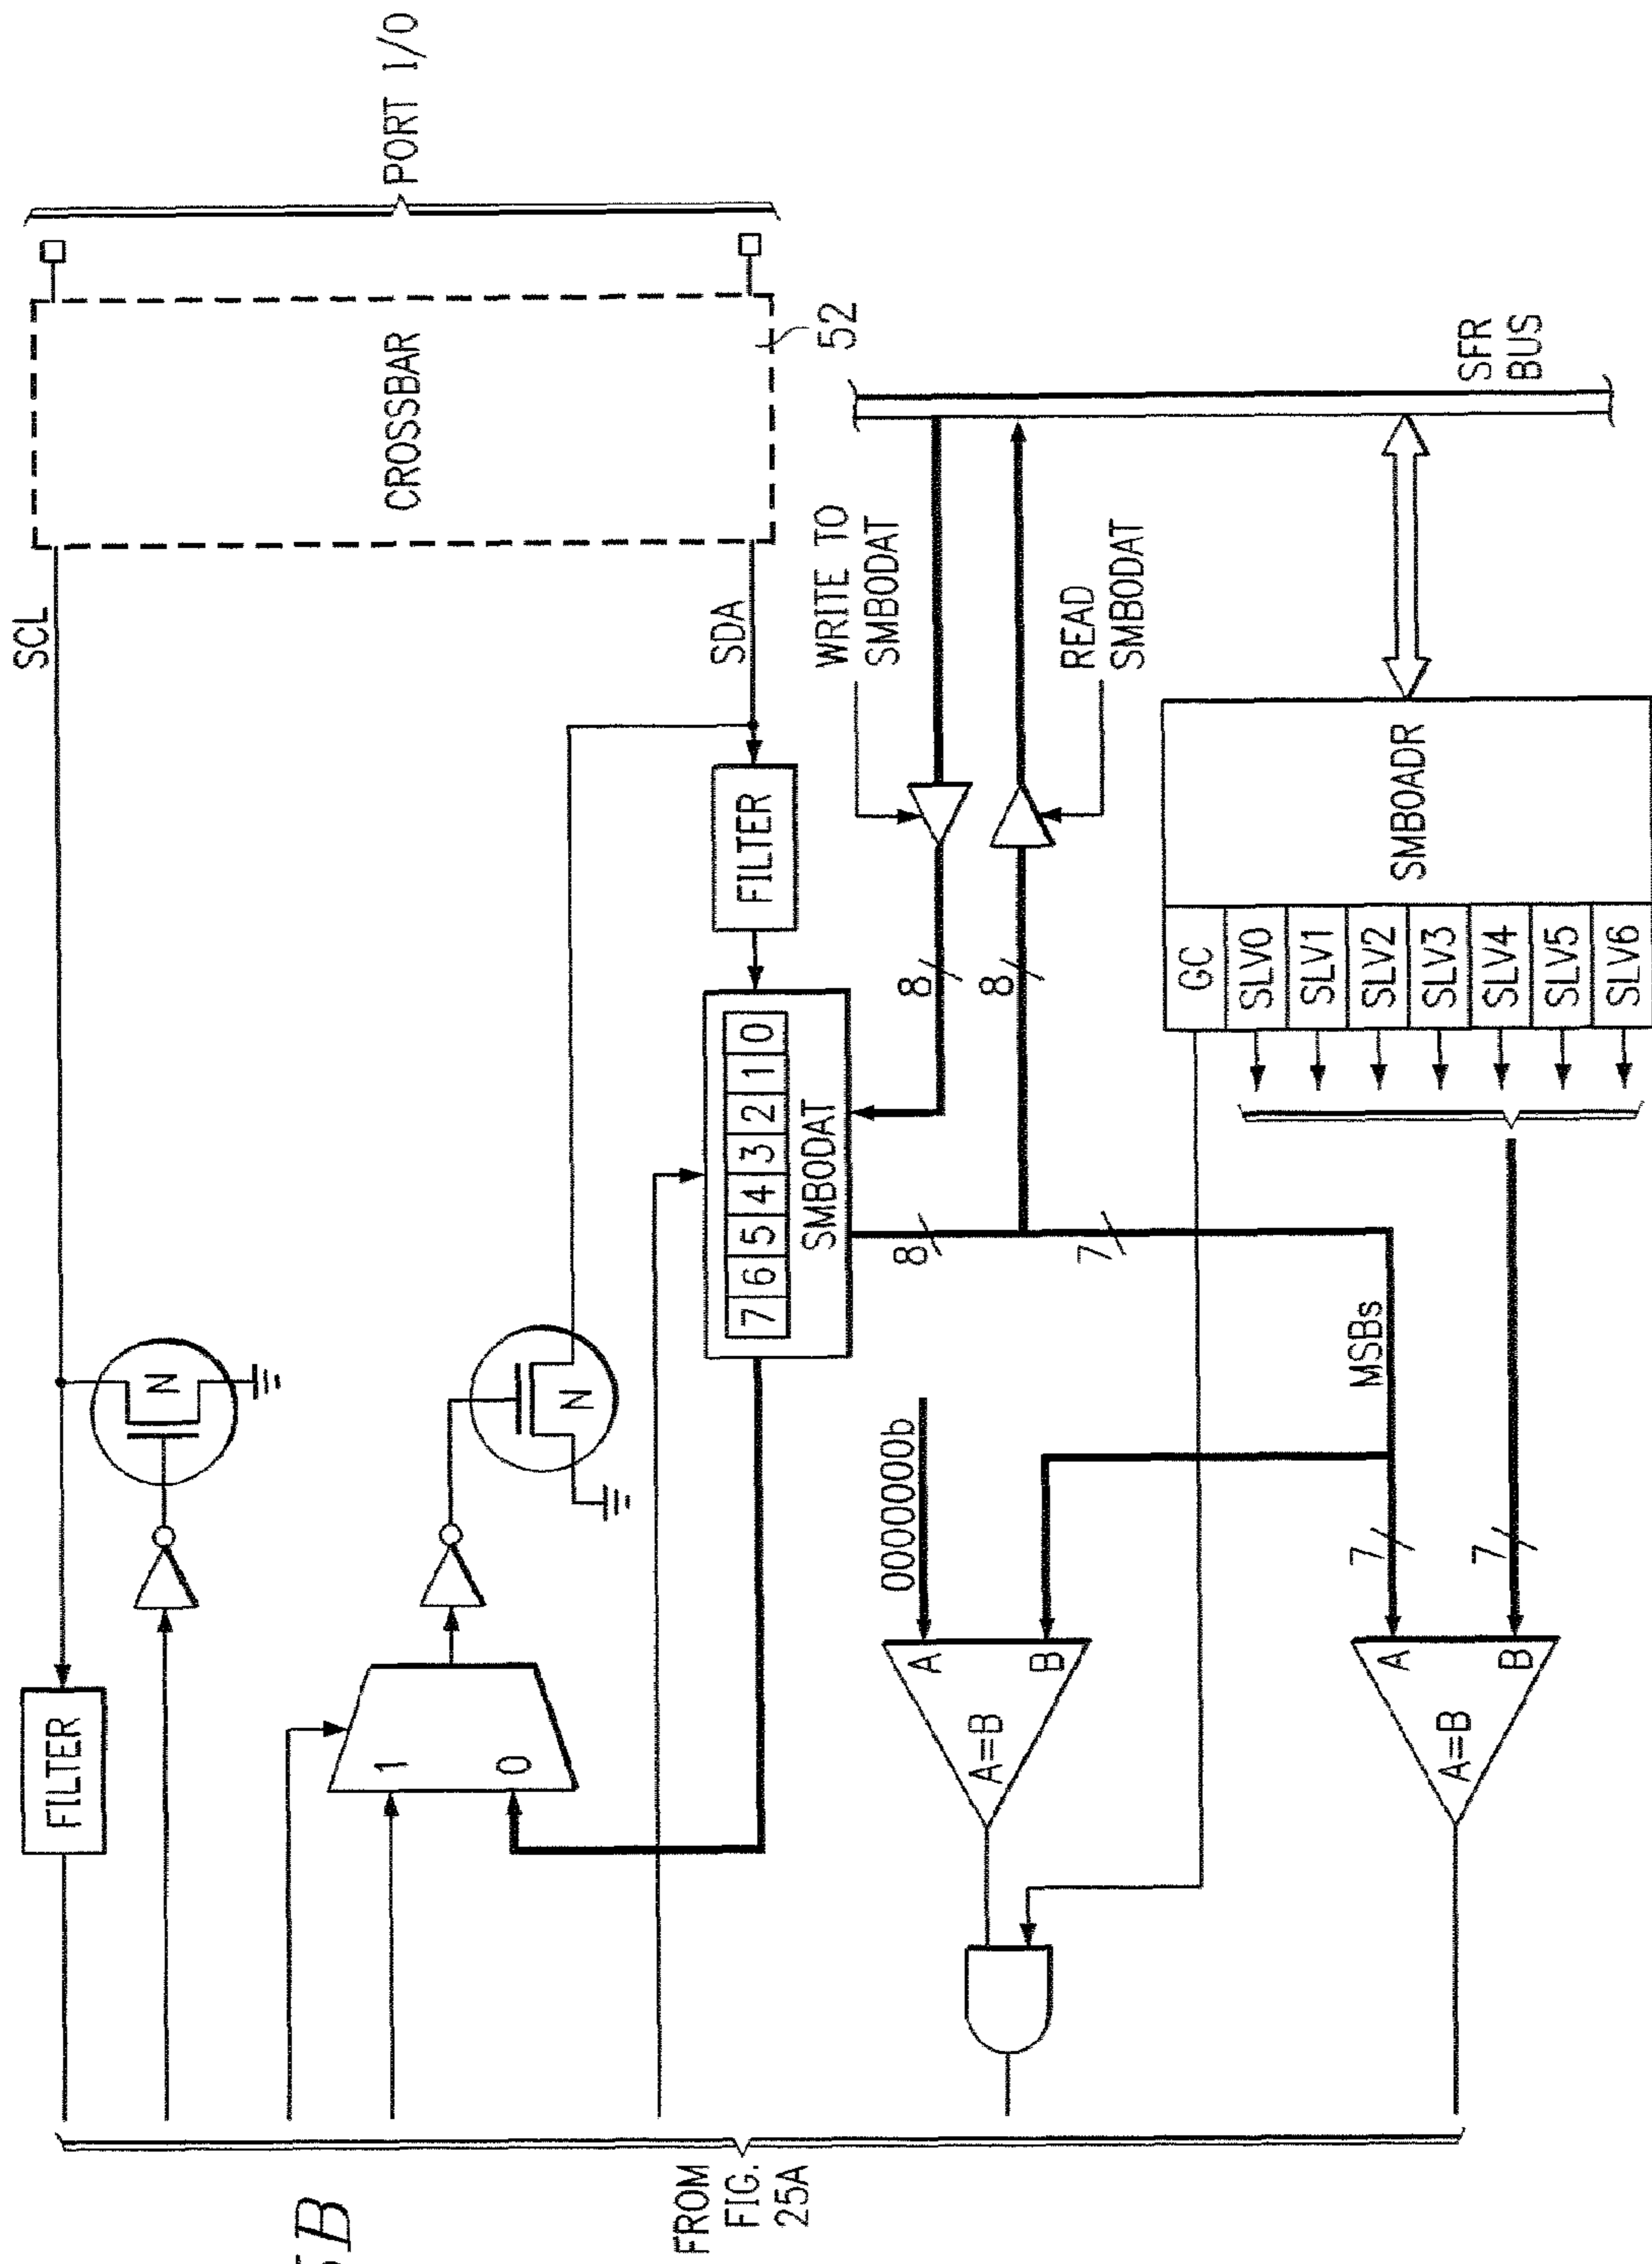 5B
FROM
FIG.
25A
FILTER
SCL
N
1
0
N
CROSSBAR
PORT I/O
52
SDA
FILTER
7 6 5 4 3 2 1 0
SMB0DAT
WRITE TO
SMB0DAT
READ
SMB0DAT
8
8
8
7
0000000b
MSBs
A
B
A=B
7
7
A
B
A=B
GC
SLV0
SLV1
SLV2
SLV3
SLV4
SLV5
SLV6
SMB0ADR
SFR
BUS